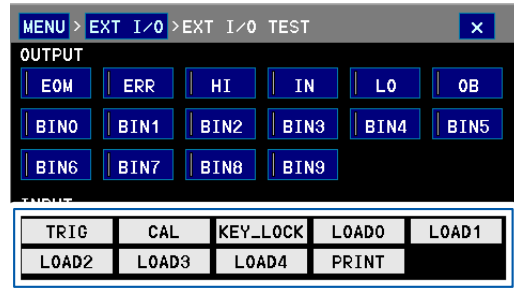 MENU > EXT I/O > EXT I/O TEST ×
OUTPUT
EOM ERR HI IN LO OB
BIN0 BIN1 BIN2 BIN3 BIN4 BIN5
BIN6 BIN7 BIN8 BIN9
INPUT
TRIG CAL KEY_LOCK LOAD0 LOAD1
LOAD2 LOAD3 LOAD4 PRINT